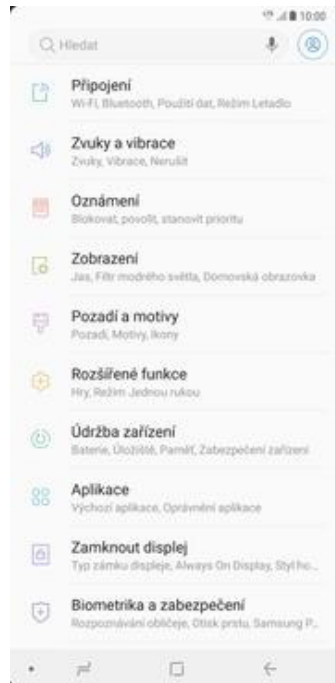 10:00
Hledat
Připojení
Wi-Fi, Bluetooth, Použití dat, Režim Letadlo
Zvuky a vibrace
Zvuky, Vibrace, Nerušit
Oznámení
Blokovat, povolit, stanovit prioritu
Zobrazení
Jas, Filtr modrého světla, Domovská obrazovka
Pozadí a motivy
Pozadí, Motivy, Ikony
Rozšířené funkce
Hry, Režim Jednou rukou
Údržba zařízení
Baterie, Úložiště, Paměť, Zabezpečení zařízení
Aplikace
Výchozí aplikace, Oprávnění aplikace
Zamknout displej
Typ zámku displeje, Always On Display, Styl ho...
Biometrika a zabezpečení
Rozpoznávání obličeje, Otisk prstu, Samsung P...